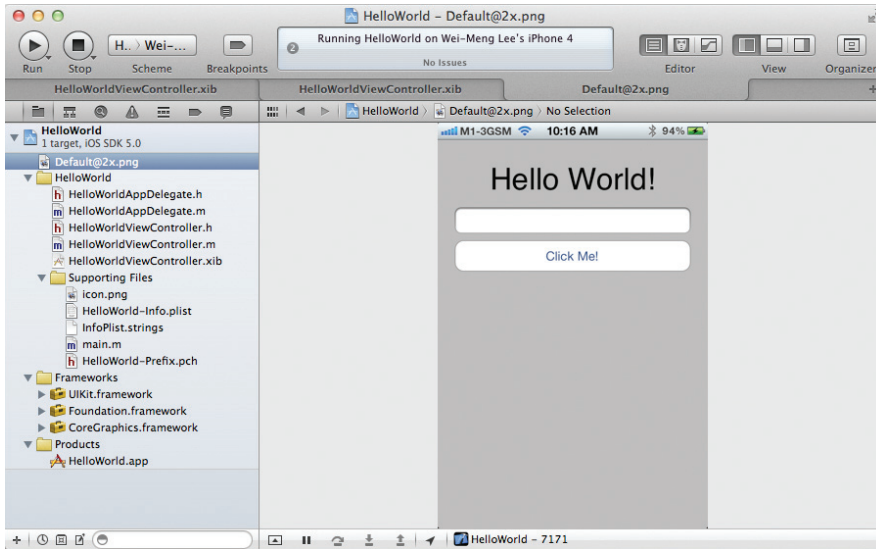 HelloWorld – Default@2x.png
H.. › Wei-...
2
Running HelloWorld on Wei-Meng Lee's iPhone 4
No Issues
Run Stop Scheme Breakpoints Editor View Organizer
HelloWorldViewController.xib HelloWorldViewController.xib Default@2x.png
HelloWorld › Default@2x.png › No Selection
HelloWorld
1 target, iOS SDK 5.0
Default@2x.png
HelloWorld
h HelloWorldAppDelegate.h
m HelloWorldAppDelegate.m
h HelloWorldViewController.h
m HelloWorldViewController.m
HelloWorldViewController.xib
Supporting Files
icon.png
HelloWorld-Info.plist
InfoPlist.strings
m main.m
h HelloWorld-Prefix.pch
Frameworks
UIKit.framework
Foundation.framework
CoreGraphics.framework
Products
HelloWorld.app
M1-3GSM 10:16 AM 94%
Hello World!
Click Me!
HelloWorld – 7171